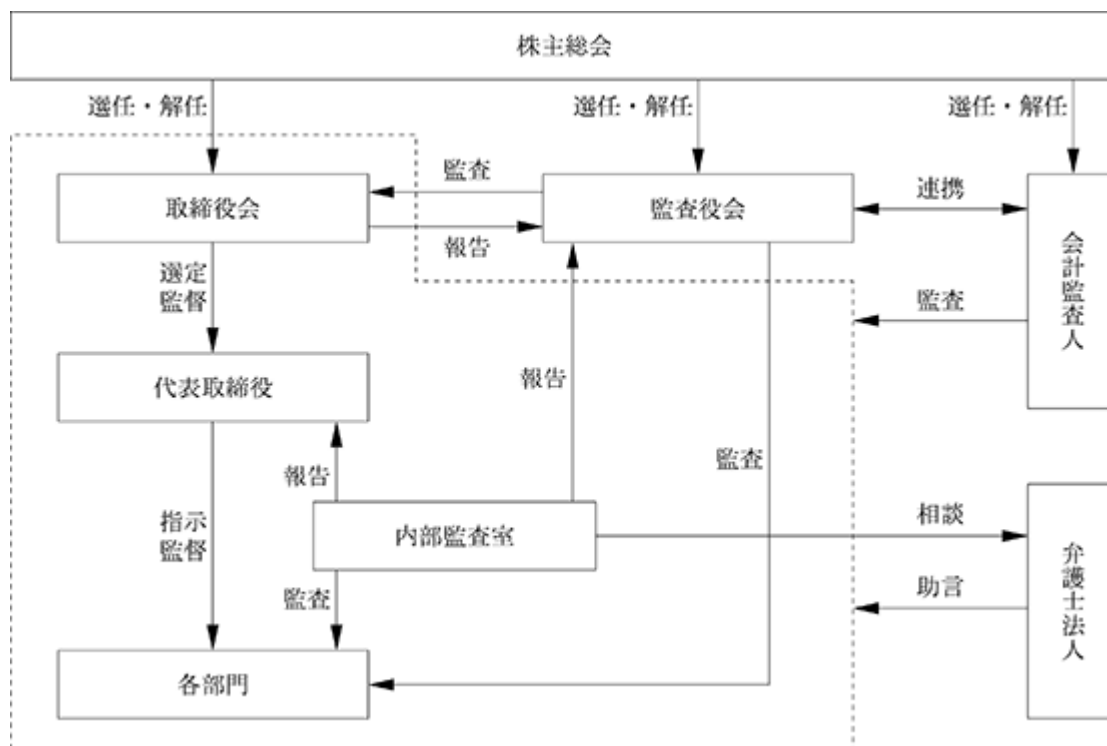 株主総会
選任・解任
選任・解任
選任・解任
監査
取締役会
監査役会
連携
報告
会計監査人
選定
監督
監査
代表取締役
報告
監査
報告
内部監査室
相談
指示
監督
弁護士法人
監査
助言
各部門